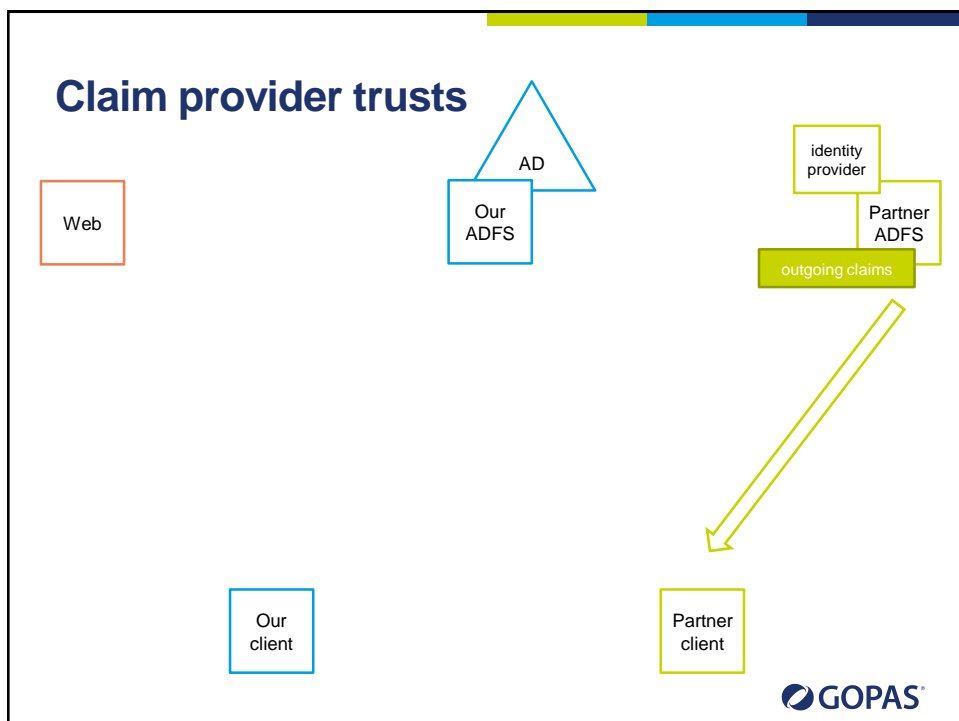 Claim provider trusts
Web
AD
Our
ADFS
identity
provider
Partner
ADFS
outgoing claims
Our
client
Partner
client
GOPAS